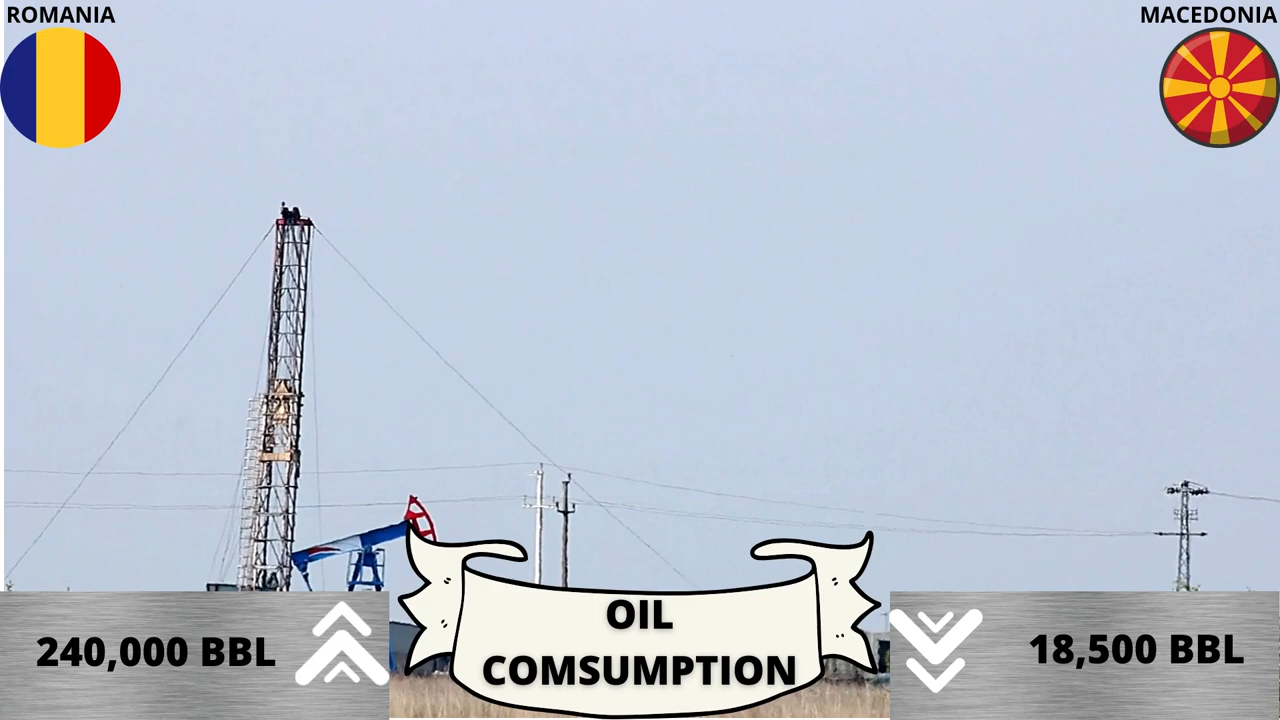 ROMANIA
MACEDONIA
240,000 BBL
OIL
COMSUMPTION
18,500 BBL